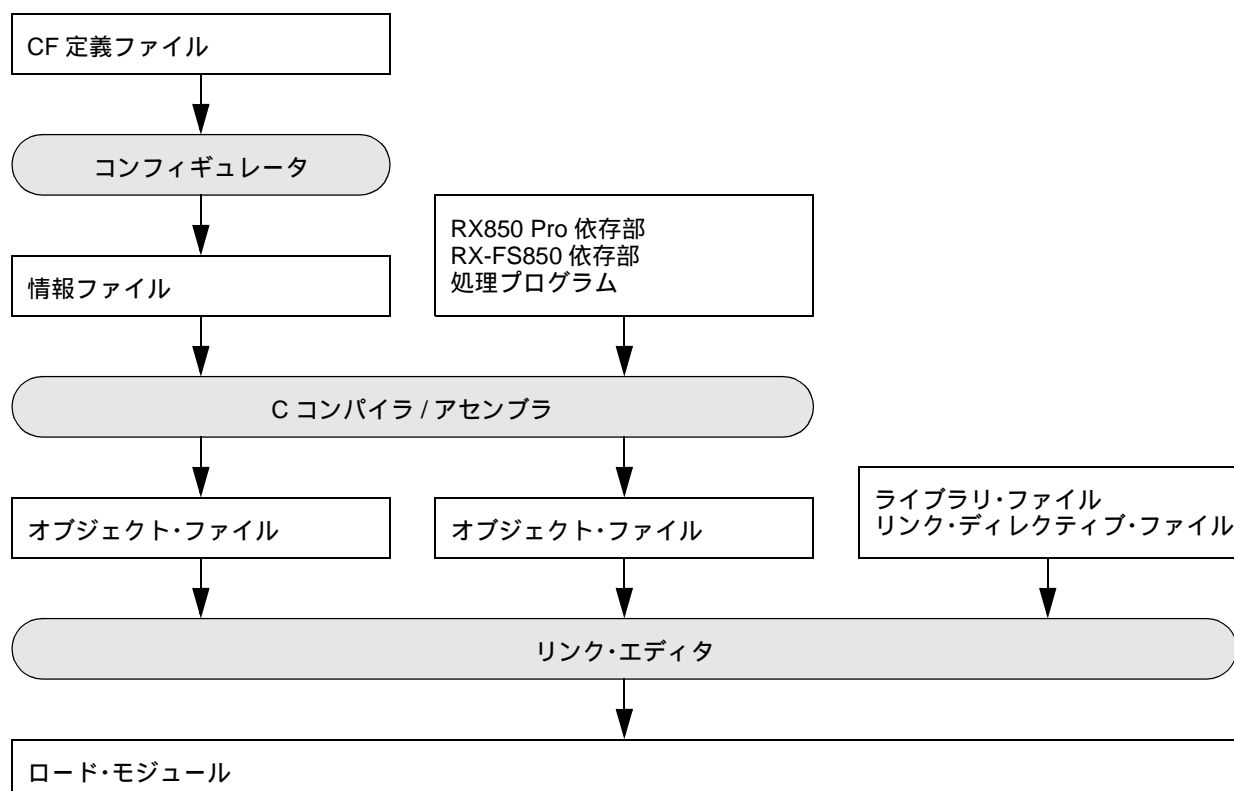 CF 定義ファイル
コンフィギュレータ
情報ファイル
RX850 Pro 依存部
RX-FS850 依存部
処理プログラム
C コンパイラ / アセンブラ
オブジェクト・ファイル
オブジェクト・ファイル
ライブラリ・ファイル
リンク・ディレクティブ・ファイル
リンク・エディタ
ロード・モジュール